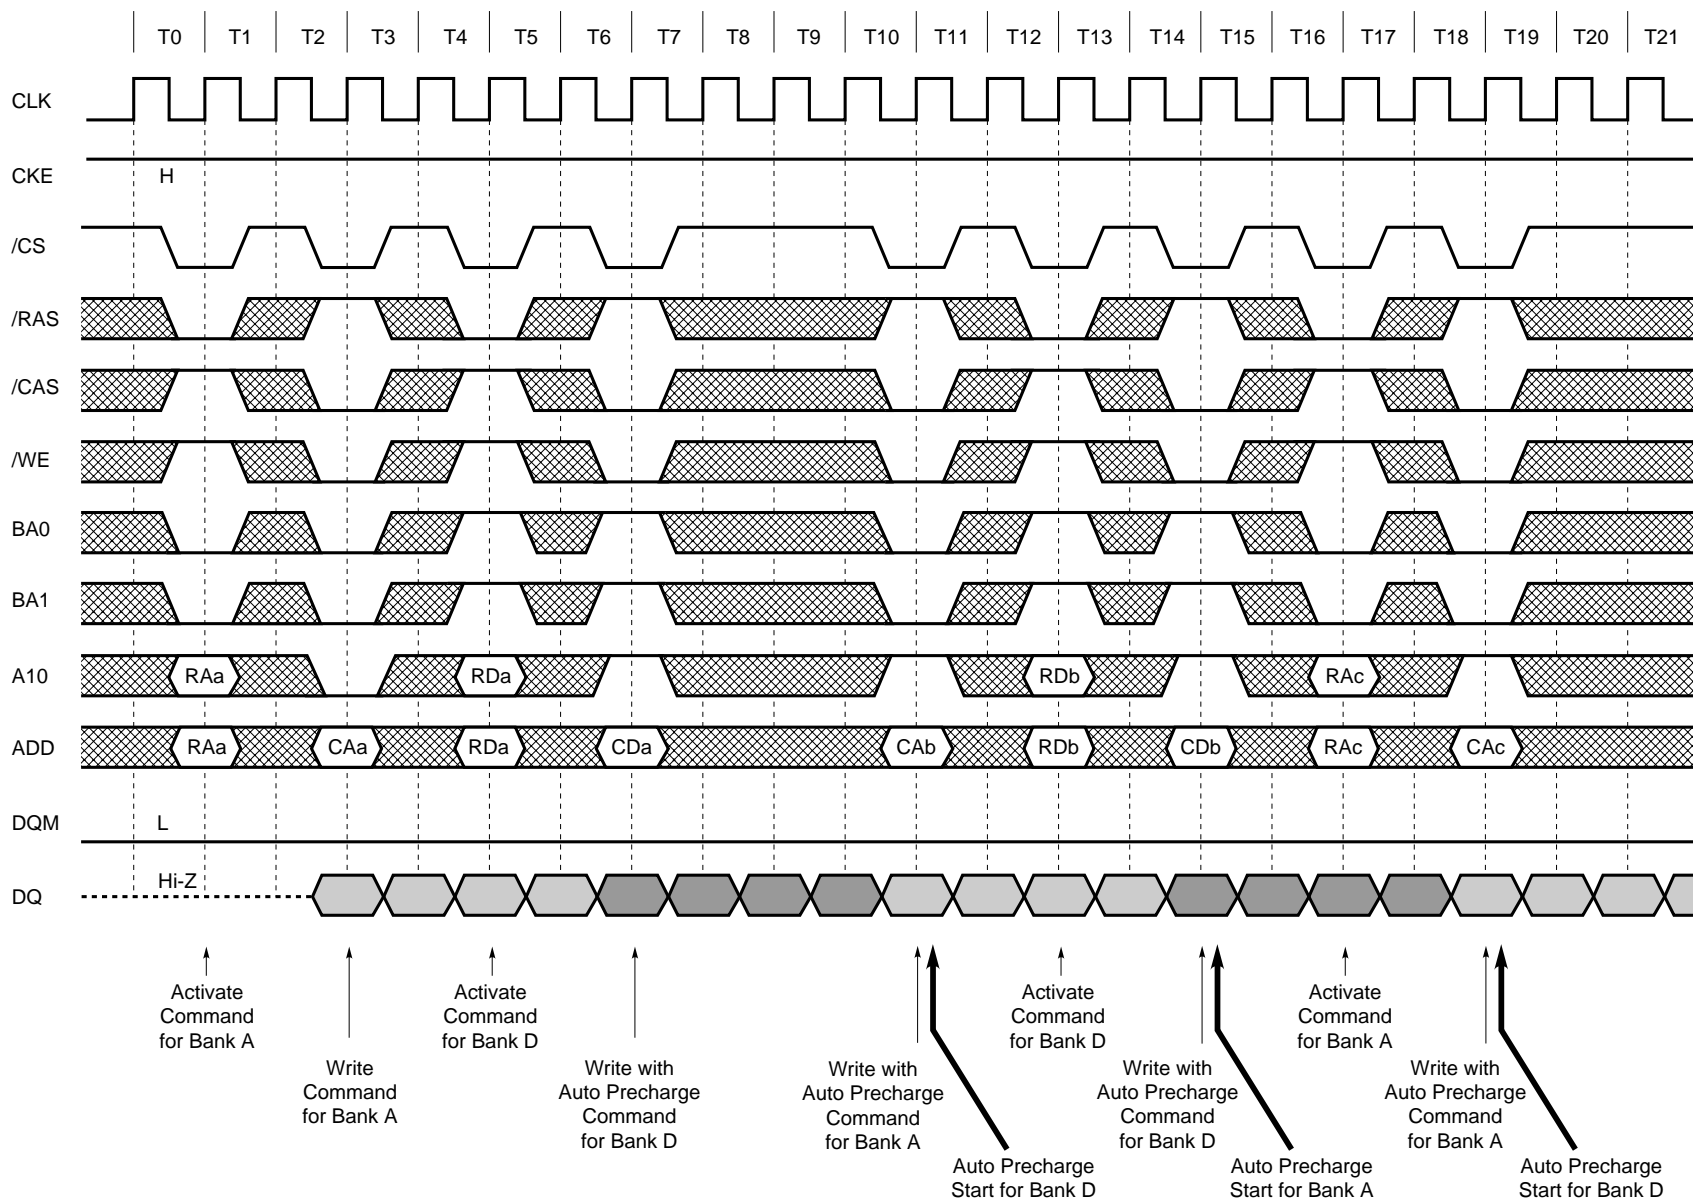 T0 T1 T2 T3 T4 T5 T6 T7 T8 T9 T10 T11 T12 T13 T14 T15 T16 T17 T18 T19 T20 T21
CLK
CKE H
/CS
/RAS
/CAS
/WE
BA0
BA1
A10 RAa RDa RDb RAc
ADD RAa CAa RDa CDa CAb RDb CDb RAc CAc
DQM L
DQ Hi-Z
Activate
Command
for Bank A
Write
Command
for Bank A
Activate
Command
for Bank D
Write with
Auto Precharge
Command
for Bank D
Write with
Auto Precharge
Command
for Bank A
Auto Precharge
Start for Bank D
Activate
Command
for Bank D
Write with
Auto Precharge
Command
for Bank D
Auto Precharge
Start for Bank A
Activate
Command
for Bank A
Write with
Auto Precharge
Command
for Bank A
Auto Precharge
Start for Bank D